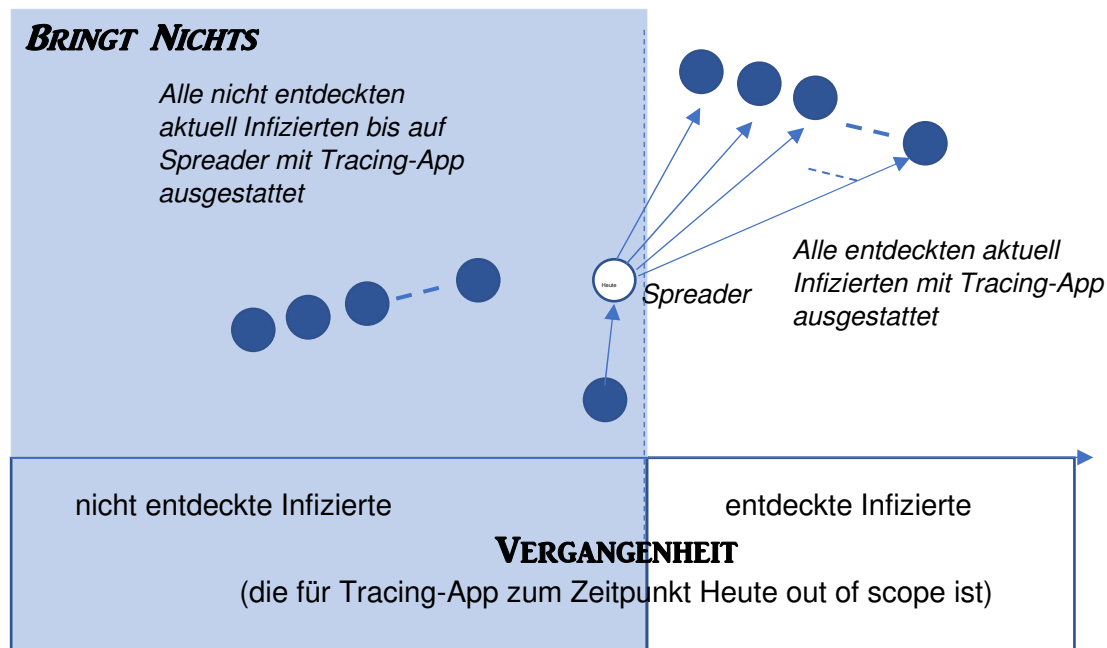 BRINGT NICHTS
Alle nicht entdeckten
aktuell Infizierten bis auf
Spreader mit Tracing-App
ausgestattet
Heute
Spreader
Alle entdeckten aktuell
Infizierten mit Tracing-App
ausgestattet
nicht entdeckte Infizierte
entdeckte Infizierte
VERGANGENHEIT
(die für Tracing-App zum Zeitpunkt Heute out of scope ist)